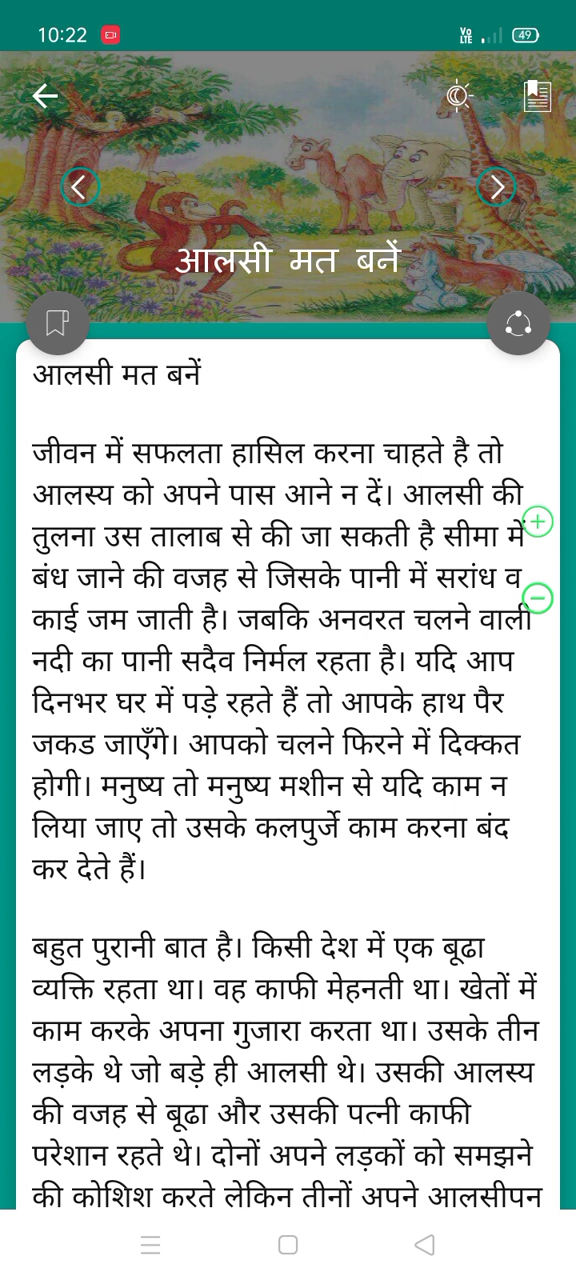 10:22
VoLTE
49
आलसी मत बनें
आलसी मत बनें
जीवन में सफलता हासिल करना चाहते है तो
आलस्य को अपने पास आने न दें। आलसी की
तुलना उस तालाब से की जा सकती है सीमा में
बंध जाने की वजह से जिसके पानी में सरांध व
काई जम जाती है। जबकि अनवरत चलने वाली
नदी का पानी सदैव निर्मल रहता है। यदि आप
दिनभर घर में पड़े रहते हैं तो आपके हाथ पैर
जकड जाएँगे। आपको चलने फिरने में दिक्कत
होगी। मनुष्य तो मनुष्य मशीन से यदि काम न
लिया जाए तो उसके कलपुर्जे काम करना बंद
कर देते हैं।
बहुत पुरानी बात है। किसी देश में एक बूढा
व्यक्ति रहता था। वह काफी मेहनती था। खेतों में
काम करके अपना गुजारा करता था। उसके तीन
लड़के थे जो बड़े ही आलसी थे। उसकी आलस्य
की वजह से बूढा और उसकी पत्नी काफी
परेशान रहते थे। दोनों अपने लड़कों को समझने
की कोशिश करते लेकिन तीनों अपने आलसीपन